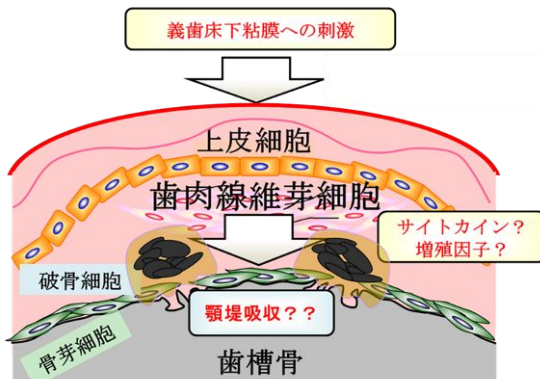 義歯床下粘膜への刺激
上皮細胞
歯肉線維芽細胞
サイトカイン？
増殖因子？
破骨細胞
顎堤吸収？？
骨芽細胞
歯槽骨